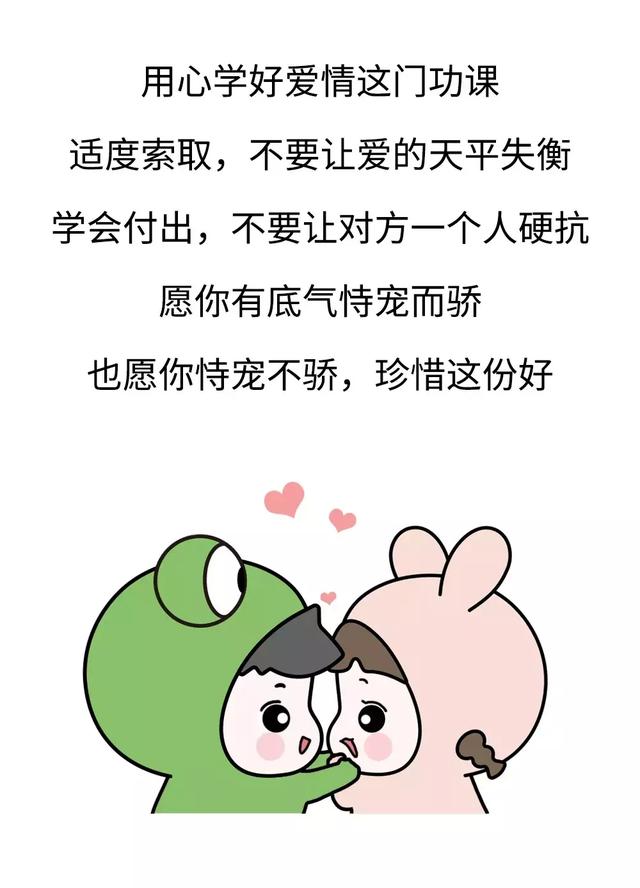 用心学好爱情这门功课
适度索取，不要让爱的天平失衡
学会付出，不要让对方一个人硬抗
愿你有底气恃宠而骄
也愿你恃宠不骄，珍惜这份好